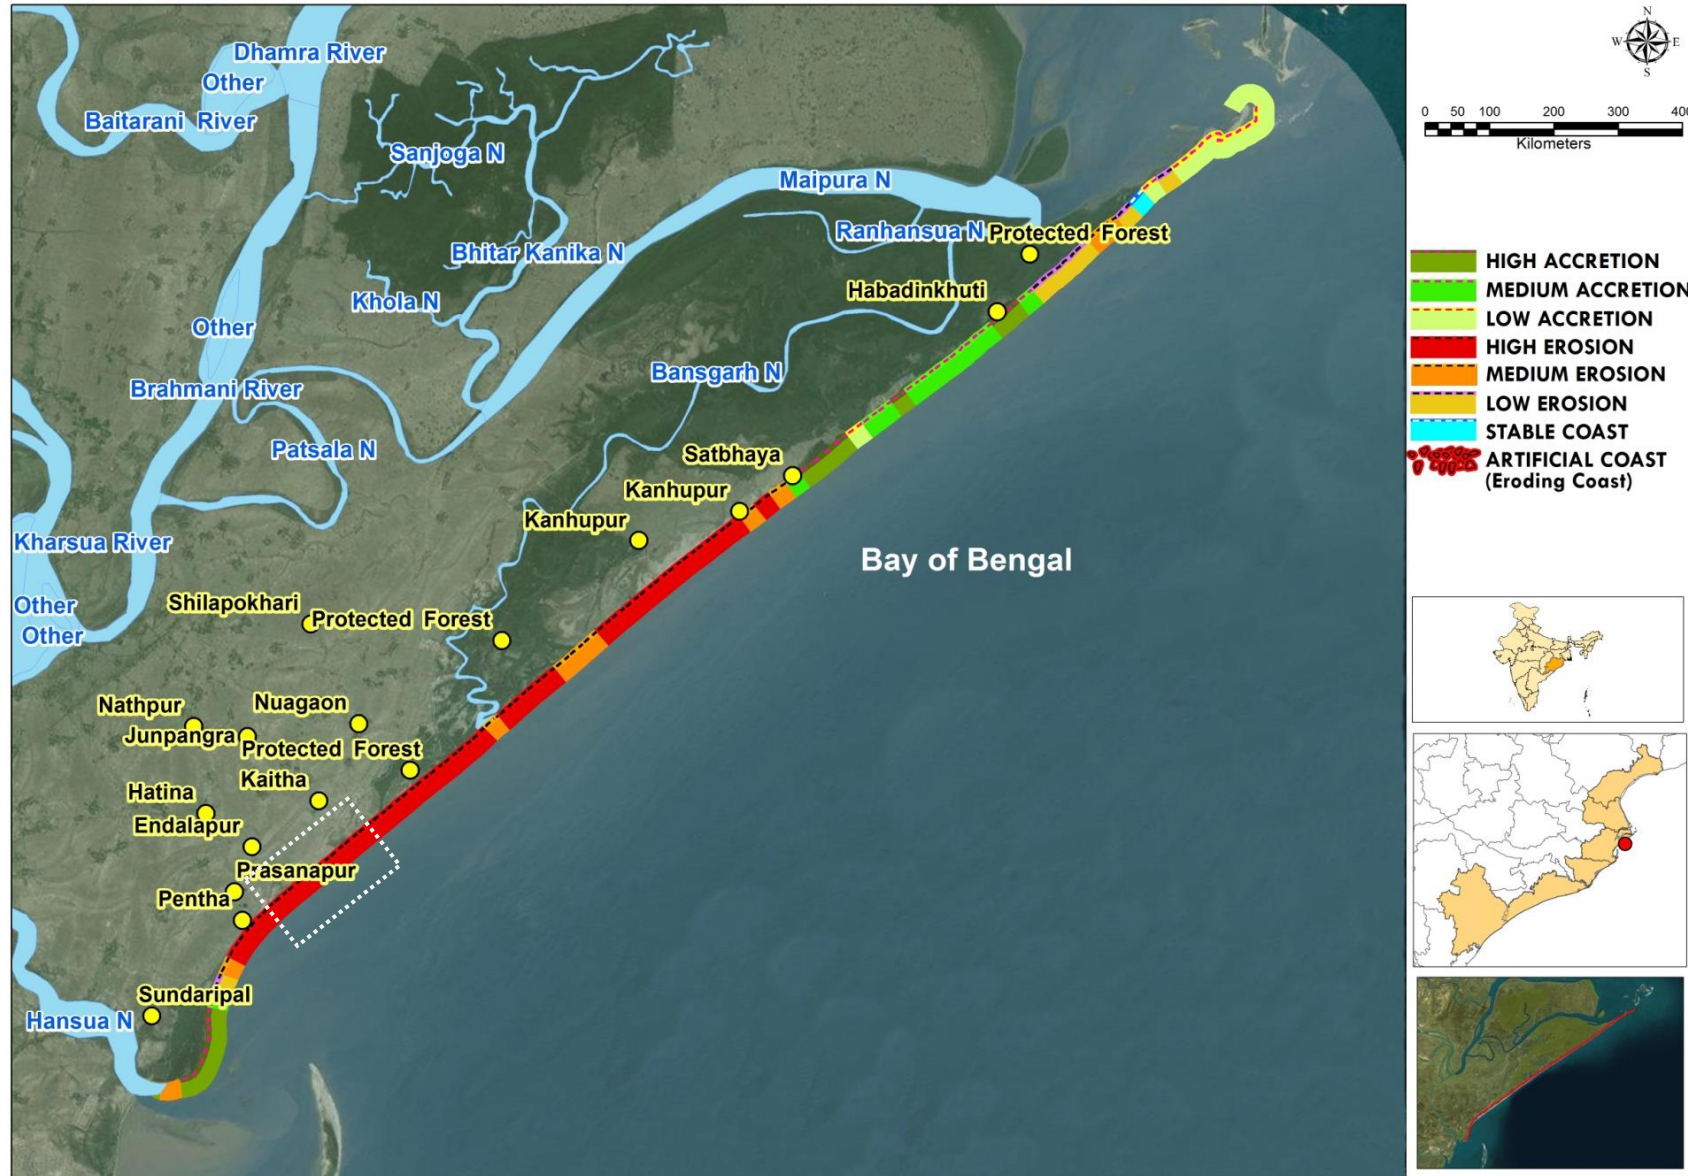 Dhamra River
Other
Baitarani River
Sanjoga N
Maipura N
Ranhansua N
Protected Forest
Bhitar Kanika N
Khola N
Habadinkhuti
Other
Bansgarh N
Brahmani River
Patsala N
Satbhaya
Kanhupur
Kanhupur
Kharsua River
Bay of Bengal
Shilapokhari
Protected Forest
Other
Other
Nathpur
Nuagaon
Junpangra
Protected Forest
Kaitha
Hatina
Endalapur
Prasanapur
Pentha
Sundaripal
Hansua N
N
W
E
S
0 50 100 200 300 400
Kilometers
HIGH ACCRETION
MEDIUM ACCRETION
LOW ACCRETION
HIGH EROSION
MEDIUM EROSION
LOW EROSION
STABLE COAST
ARTIFICIAL COAST
(Eroding Coast)